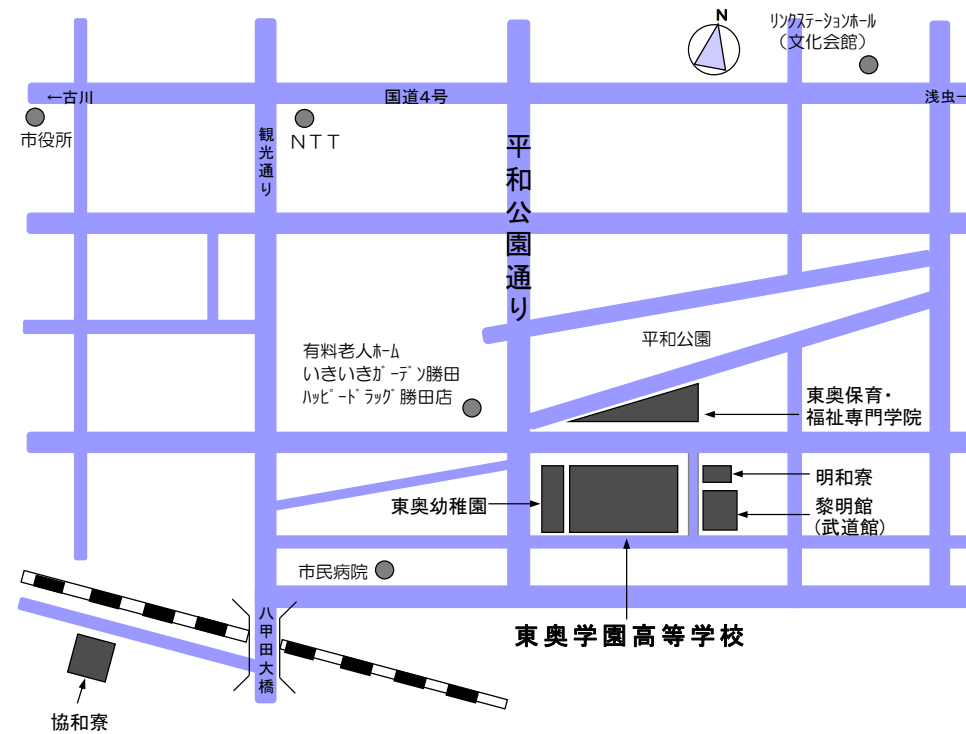 N
リンクステーションホール
（文化会館）
←古川
国道4号
浅虫→
市役所
観光通り
NTT
平和公園通り
平和公園
有料老人ホーム
いきいきガーデン勝田
ハッピードラッグ勝田店
東奥保育・
福祉専門学院
明和寮
東奥幼稚園
黎明館
(武道館)
市民病院
八甲田大橋
東奥学園高等学校
協和寮